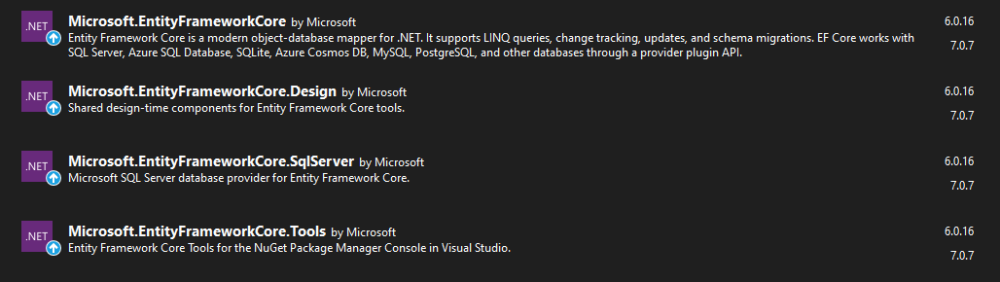 .NET
Microsoft.EntityFrameworkCore by Microsoft 6.0.16
Entity Framework Core is a modern object-database mapper for .NET. It supports LINQ queries, change tracking, updates, and schema migrations. EF Core works with 7.0.7
SQL Server, Azure SQL Database, SQLite, Azure Cosmos DB, MySQL, PostgreSQL, and other databases through a provider plugin API.
.NET
Microsoft.EntityFrameworkCore.Design by Microsoft 6.0.16
Shared design-time components for Entity Framework Core tools. 7.0.7
.NET
Microsoft.EntityFrameworkCore.SqlServer by Microsoft 6.0.16
Microsoft SQL Server database provider for Entity Framework Core. 7.0.7
.NET
Microsoft.EntityFrameworkCore.Tools by Microsoft 6.0.16
Entity Framework Core Tools for the NuGet Package Manager Console in Visual Studio. 7.0.7